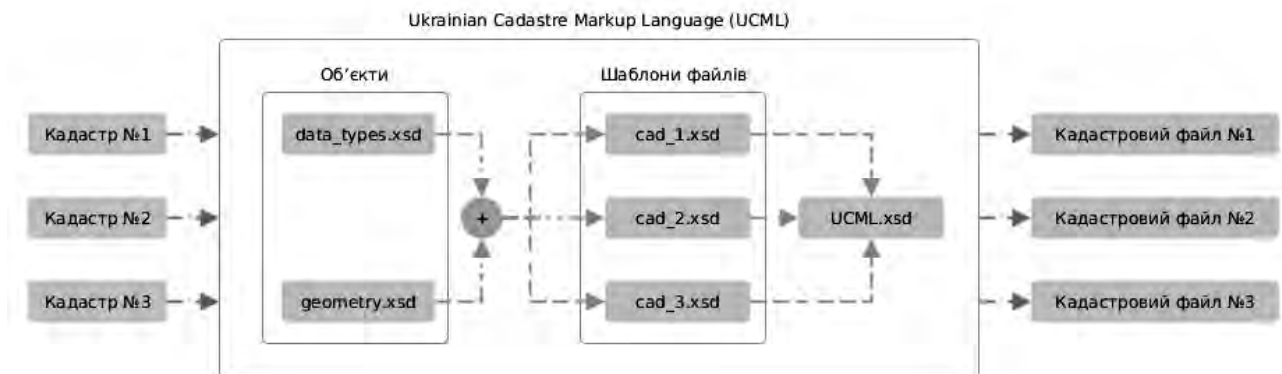 Ukrainian Cadastre Markup Language (UCML)
Об’єкти
Шаблони файлів
Кадастр №1
data_types.xsd
cad_1.xsd
Кадастровий файл №1
Кадастр №2
+
cad_2.xsd
UCML.xsd
Кадастровий файл №2
Кадастр №3
geometry.xsd
cad_3.xsd
Кадастровий файл №3